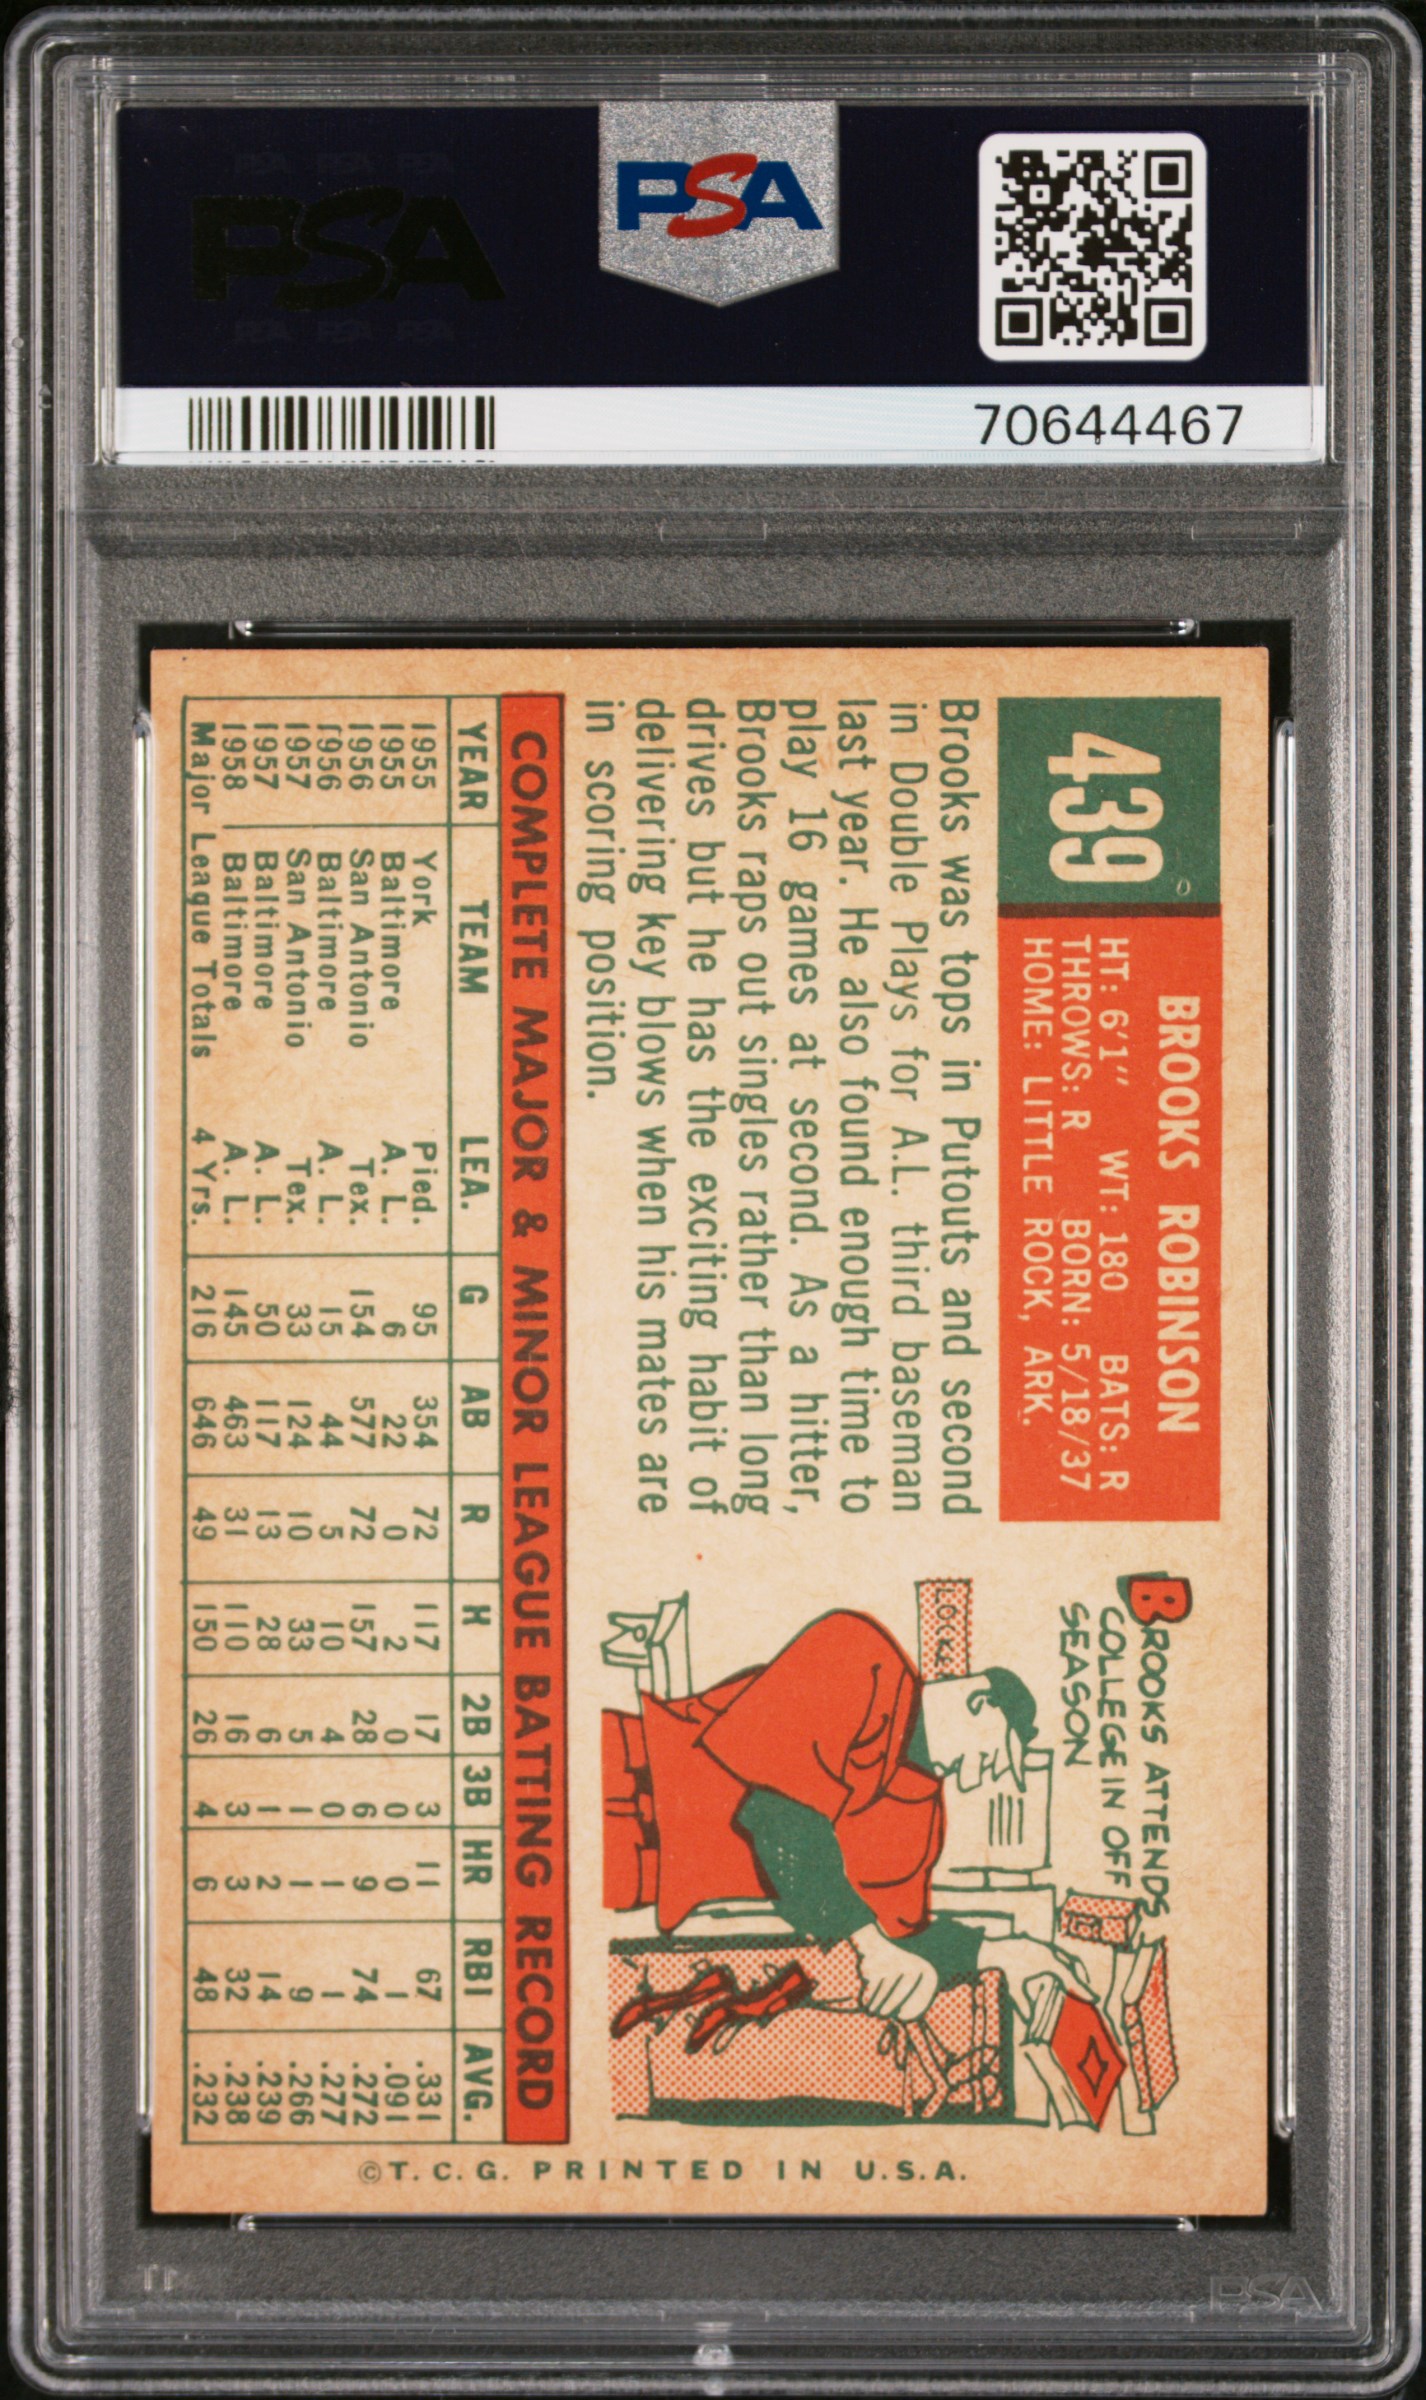 PSA
PSA
70644467
439
BROOKS ROBINSON
HT: 6'1" WT: 180 BATS: R
THROWS: R BORN: 5/18/37
HOME: LITTLE ROCK, ARK.
Brooks was tops in Putouts and second
in Double Plays for A.L. third baseman
last year. He also found enough time to
play 16 games at second. As a hitter,
Brooks raps out singles rather than long
drives but he has the exciting habit of
delivering key blows when his mates are
in scoring position.
BROOKS ATTENDS
COLLEGE IN OFF
SEASON
LOCKE
COMPLETE MAJOR & MINOR LEAGUE BATTING RECORD
YEAR TEAM LEA. G AB R H 2B 3B HR RBI AVG.
1955 York Pied. 95 354 72 117 17 3 11 67 .331
1955 Baltimore A. L. 6 22 0 2 0 0 0 1 .091
1956 San Antonio Tex. 154 577 72 157 28 6 9 74 .272
1956 Baltimore A. L. 15 44 5 10 4 0 1 1 .277
1957 San Antonio Tex. 33 124 10 33 5 1 1 9 .266
1957 Baltimore A. L. 50 117 13 28 6 1 2 14 .239
1958 Baltimore A. L. 145 463 31 110 16 3 3 32 .238
Major League Totals 4 Yrs. 216 646 49 150 26 4 6 48 .232
©T.C.G. PRINTED IN U.S.A.
PSA